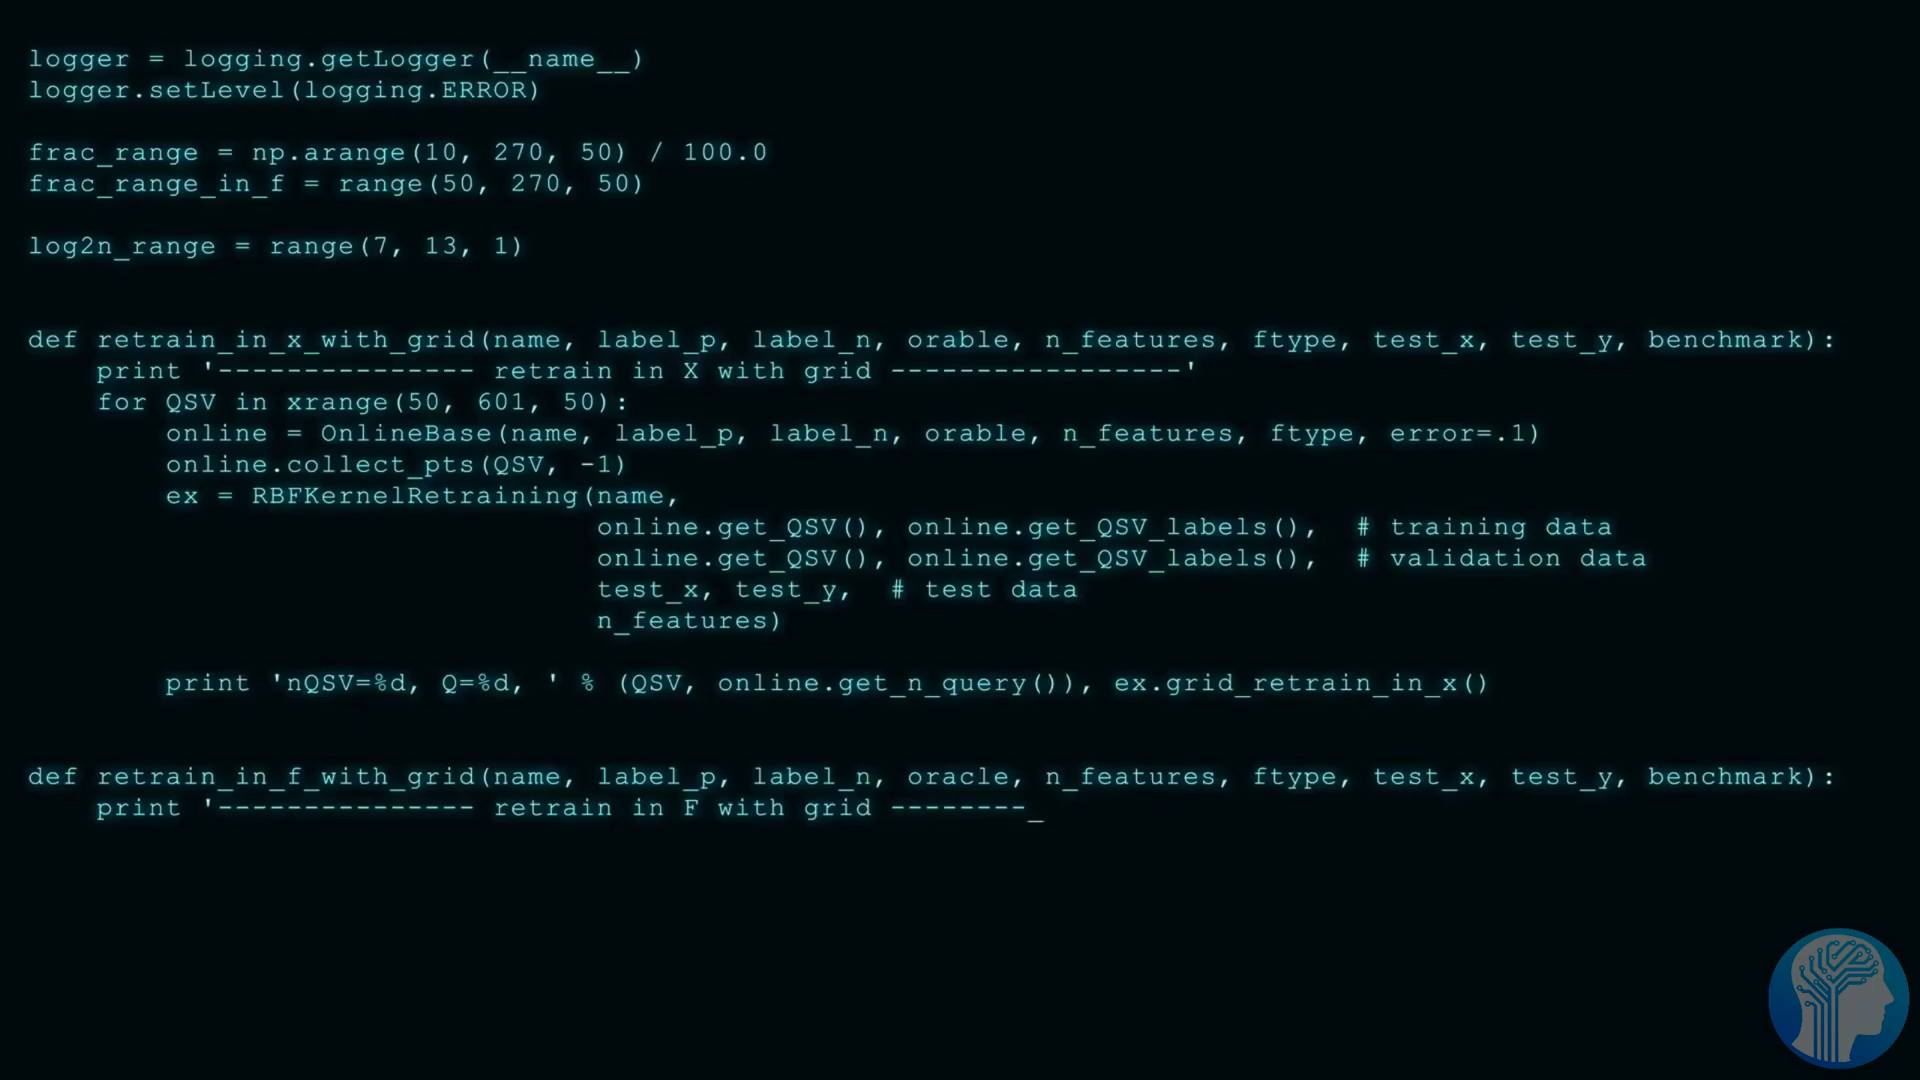 logger = logging.getLogger(__name__)
logger.setLevel(logging.ERROR)
frac_range = np.arange(10, 270, 50) / 100.0
frac_range_in_f = range(50, 270, 50)
log2n_range = range(7, 13, 1)
def retrain_in_x_with_grid(name, label_p, label_n, orable, n_features, ftype, test_x, test_y, benchmark):
    print '--------------- retrain in X with grid -----------------'
    for QSV in xrange(50, 601, 50):
        online = OnlineBase(name, label_p, label_n, orable, n_features, ftype, error=.1)
        online.collect_pts(QSV, -1)
        ex = RBFKernelRetraining(name,
                                 online.get_QSV(), online.get_QSV_labels(),  # training data
                                 online.get_QSV(), online.get_QSV_labels(),  # validation data
                                 test_x, test_y,  # test data
                                 n_features)
        print 'nQSV=%d, Q=%d, ' % (QSV, online.get_n_query()), ex.grid_retrain_in_x()
def retrain_in_f_with_grid(name, label_p, label_n, oracle, n_features, ftype, test_x, test_y, benchmark):
    print '--------------- retrain in F with grid --------_